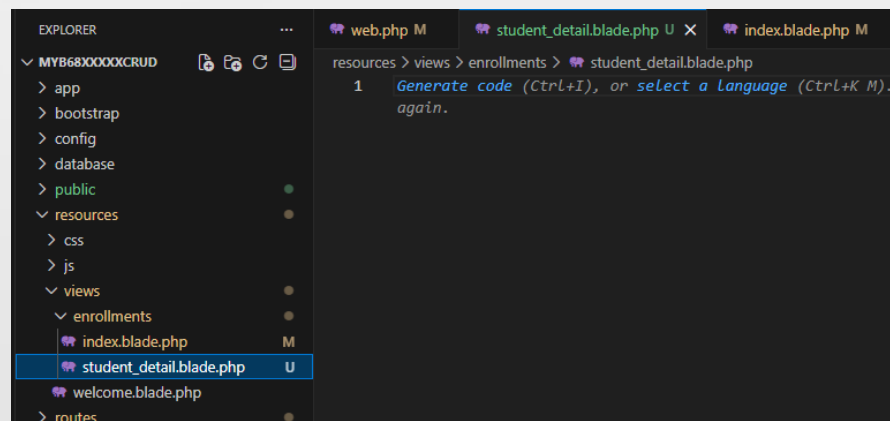 EXPLORER ...
MYB68XXXXXCRUD
app
bootstrap
config
database
public
resources
css
js
views
enrollments
index.blade.php M
student_detail.blade.php U
welcome.blade.php
routes
web.php M student_detail.blade.php U index.blade.php M
resources > views > enrollments > student_detail.blade.php
1 Generate code (Ctrl+I), or select a language (Ctrl+K M).
again.